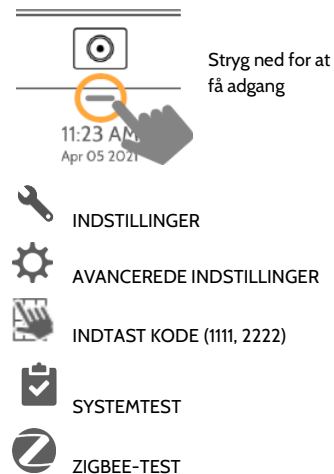 Stryg ned for at
få adgang
11:23 AM
Apr 05 2021
INDSTILLINGER
AVANCEREDE INDSTILLINGER
INDTAST KODE (1111, 2222)
SYSTEMTEST
ZIGBEE-TEST